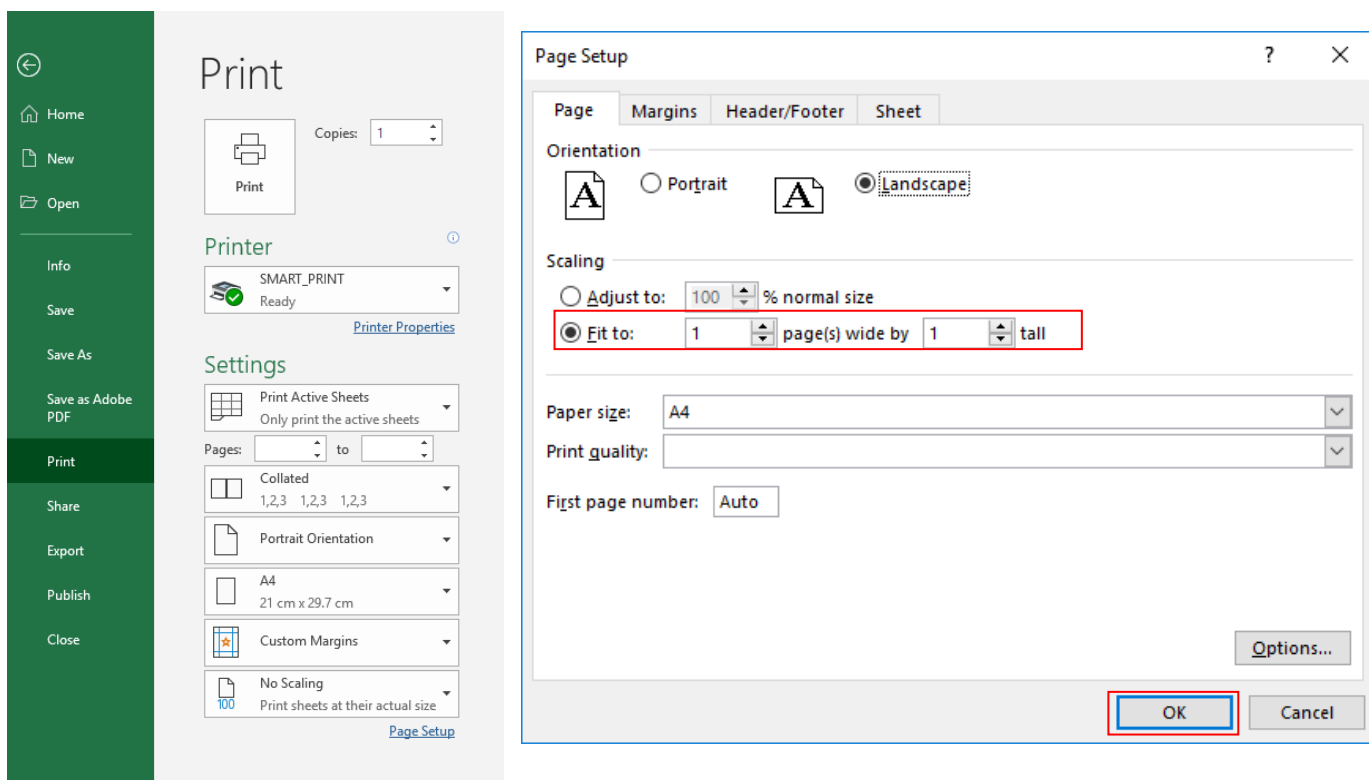 Print
Home
New
Open
Info
Save
Save As
Save as Adobe
PDF
Print
Share
Export
Publish
Close
Copies: 1
Print
Printer
SMART_PRINT
Ready
Printer Properties
Settings
Print Active Sheets
Only print the active sheets
Pages: to
Collated
1,2,3 1,2,3 1,2,3
Portrait Orientation
A4
21 cm x 29.7 cm
Custom Margins
No Scaling
100 Print sheets at their actual size
Page Setup
Page Setup ?
Page Margins Header/Footer Sheet
Orientation
A Portrait A Landscape
Scaling
Adjust to: 100 % normal size
Fit to: 1 page(s) wide by 1 tall
Paper size: A4
Print quality:
First page number: Auto
Options...
OK Cancel